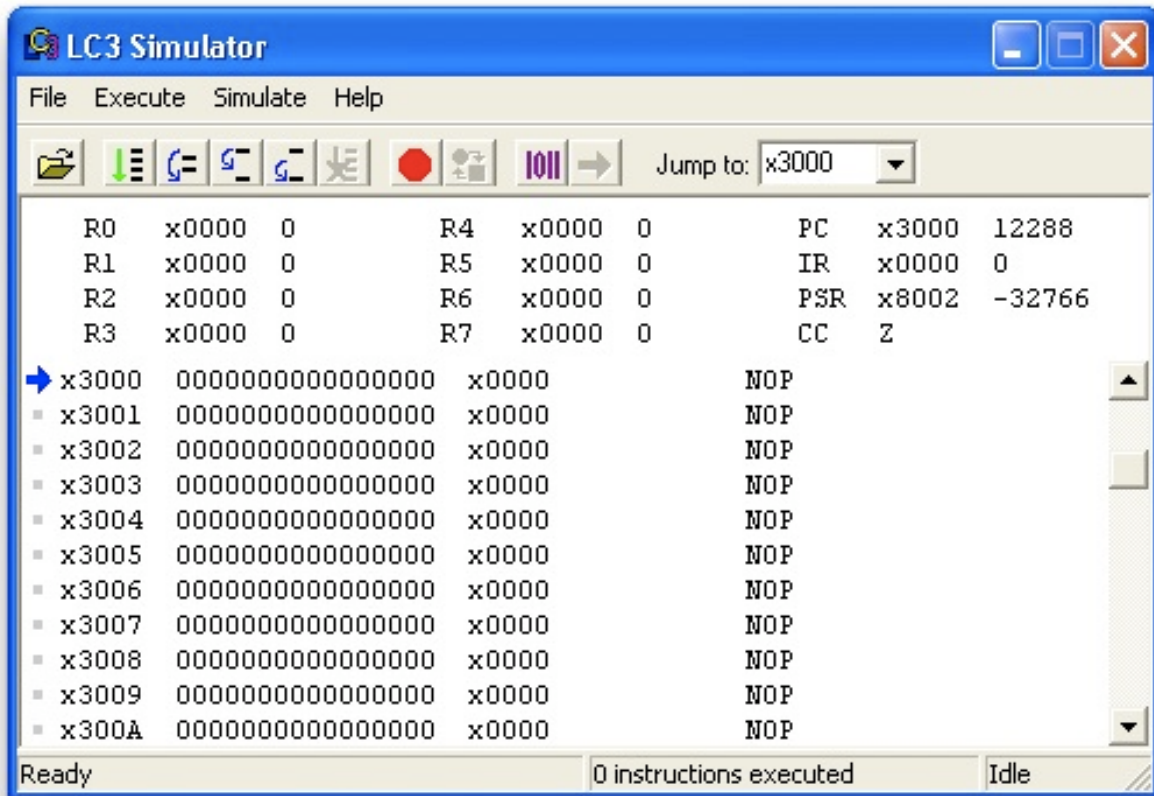 LC3 Simulator
File Execute Simulate Help
Jump to: x3000
R0 x0000 0 R4 x0000 0 PC x3000 12288
R1 x0000 0 R5 x0000 0 IR x0000 0
R2 x0000 0 R6 x0000 0 PSR x8002 -32766
R3 x0000 0 R7 x0000 0 CC Z
x3000 0000000000000000 x0000 NOP
x3001 0000000000000000 x0000 NOP
x3002 0000000000000000 x0000 NOP
x3003 0000000000000000 x0000 NOP
x3004 0000000000000000 x0000 NOP
x3005 0000000000000000 x0000 NOP
x3006 0000000000000000 x0000 NOP
x3007 0000000000000000 x0000 NOP
x3008 0000000000000000 x0000 NOP
x3009 0000000000000000 x0000 NOP
x300A 0000000000000000 x0000 NOP
Ready 0 instructions executed Idle